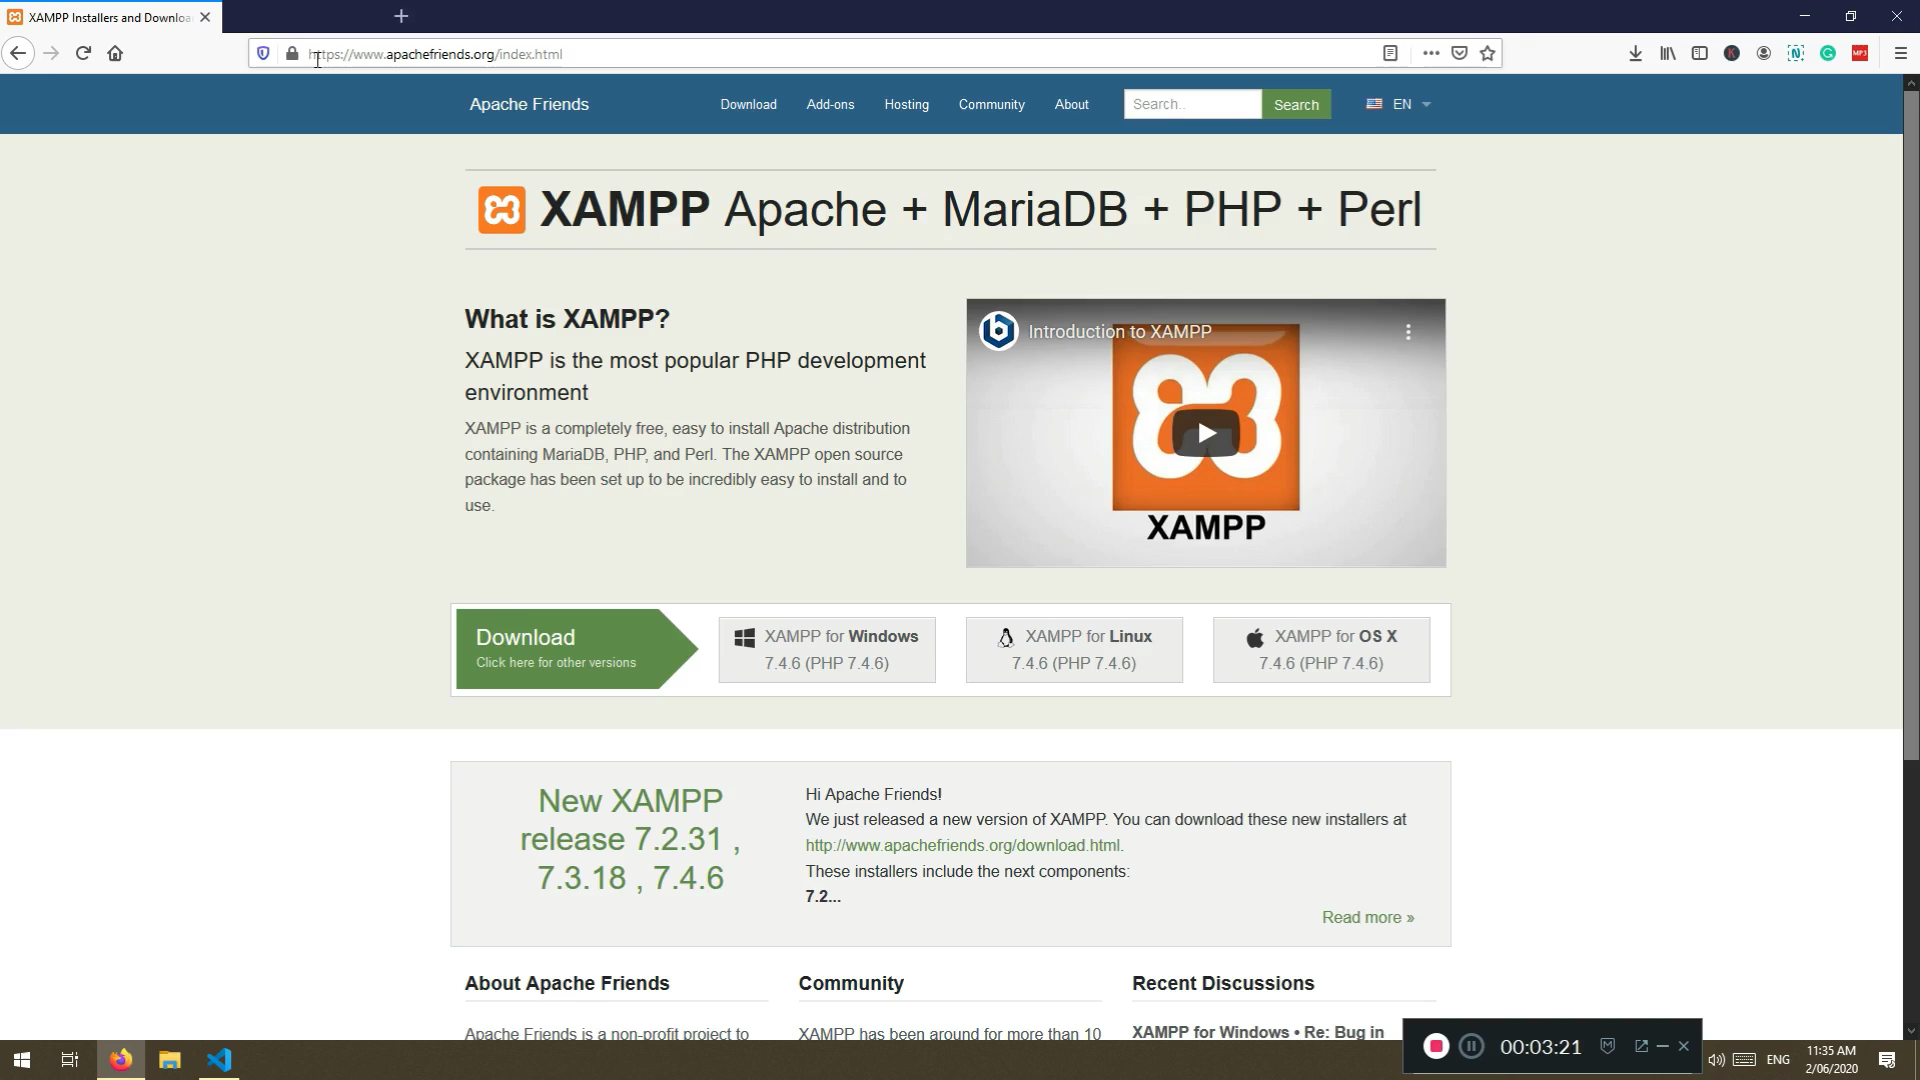 XAMPP Installers and Downloa
https://www.apachefriends.org/index.html
MP3
Apache Friends
Download
Add-ons
Hosting
Community
About
Search..
Search
EN
XAMPP Apache + MariaDB + PHP + Perl
What is XAMPP?
XAMPP is the most popular PHP development
environment
XAMPP is a completely free, easy to install Apache distribution
containing MariaDB, PHP, and Perl. The XAMPP open source
package has been set up to be incredibly easy to install and to
use.
Introduction to XAMPP
XAMPP
Download
Click here for other versions
XAMPP for Windows
7.4.6 (PHP 7.4.6)
XAMPP for Linux
7.4.6 (PHP 7.4.6)
XAMPP for OS X
7.4.6 (PHP 7.4.6)
New XAMPP
release 7.2.31 ,
7.3.18 , 7.4.6
Hi Apache Friends!
We just released a new version of XAMPP. You can download these new installers at
http://www.apachefriends.org/download.html.
These installers include the next components:
7.2...
Read more »
About Apache Friends
Apache Friends is a non-profit project to
Community
XAMPP has been around for more than 10
Recent Discussions
XAMPP for Windows • Re: Bug in
00:03:21
ENG
11:35 AM
2/06/2020